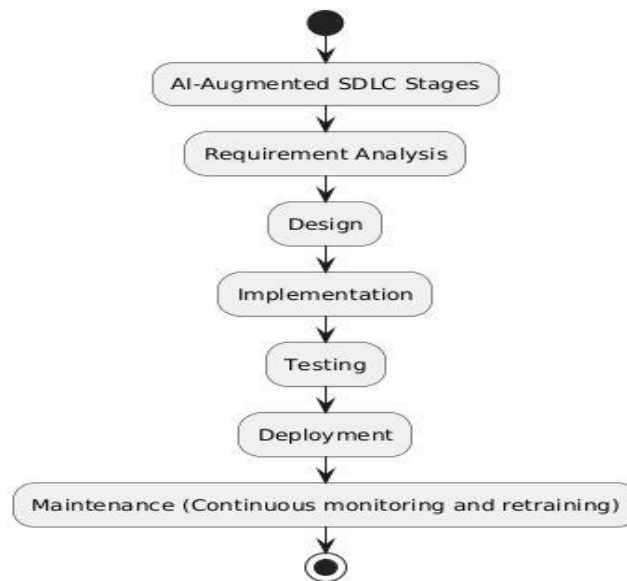 AI-Augmented SDLC Stages
Requirement Analysis
Design
Implementation
Testing
Deployment
Maintenance (Continuous monitoring and retraining)